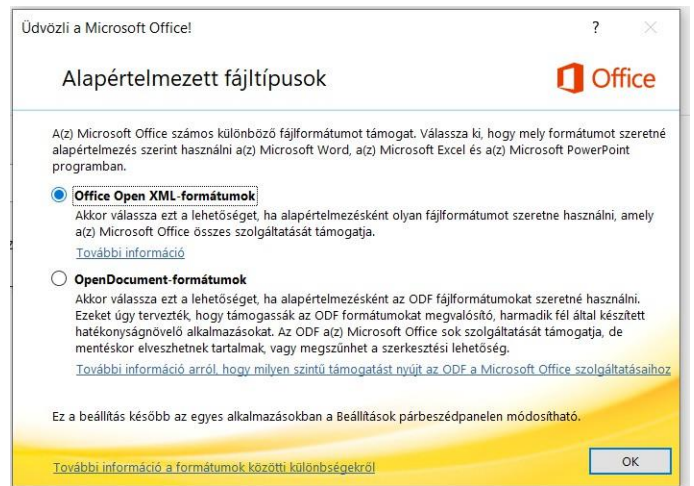 Üdvözli a Microsoft Office!
?
Alapértelmezett fájltípusok
Office
A(z) Microsoft Office számos különböző fájlformátumot támogat. Válassza ki, hogy mely formátumot szeretné
alapértelmezés szerint használni a(z) Microsoft Word, a(z) Microsoft Excel és a(z) Microsoft PowerPoint
programban.
Office Open XML-formátumok
Akkor válassza ezt a lehetőséget, ha alapértelmezésként olyan fájlformátumot szeretne használni, amely
a(z) Microsoft Office összes szolgáltatását támogatja.
További információ
OpenDocument-formátumok
Akkor válassza ezt a lehetőséget, ha alapértelmezésként az ODF fájlformátumokat szeretné használni.
Ezeket úgy tervezték, hogy támogassák az ODF formátumokat megvalósító, harmadik fél által készített
hatékonyságnövelő alkalmazásokat. Az ODF a(z) Microsoft Office sok szolgáltatását támogatja, de
mentéskor elveszhetnek tartalmak, vagy megszűnhet a szerkesztési lehetőség.
További információ arról, hogy milyen szintű támogatást nyújt az ODF a Microsoft Office szolgáltatásaihoz
Ez a beállítás később az egyes alkalmazásokban a Beállítások párbeszédpanelen módosítható.
További információ a formátumok közötti különbségekről
OK